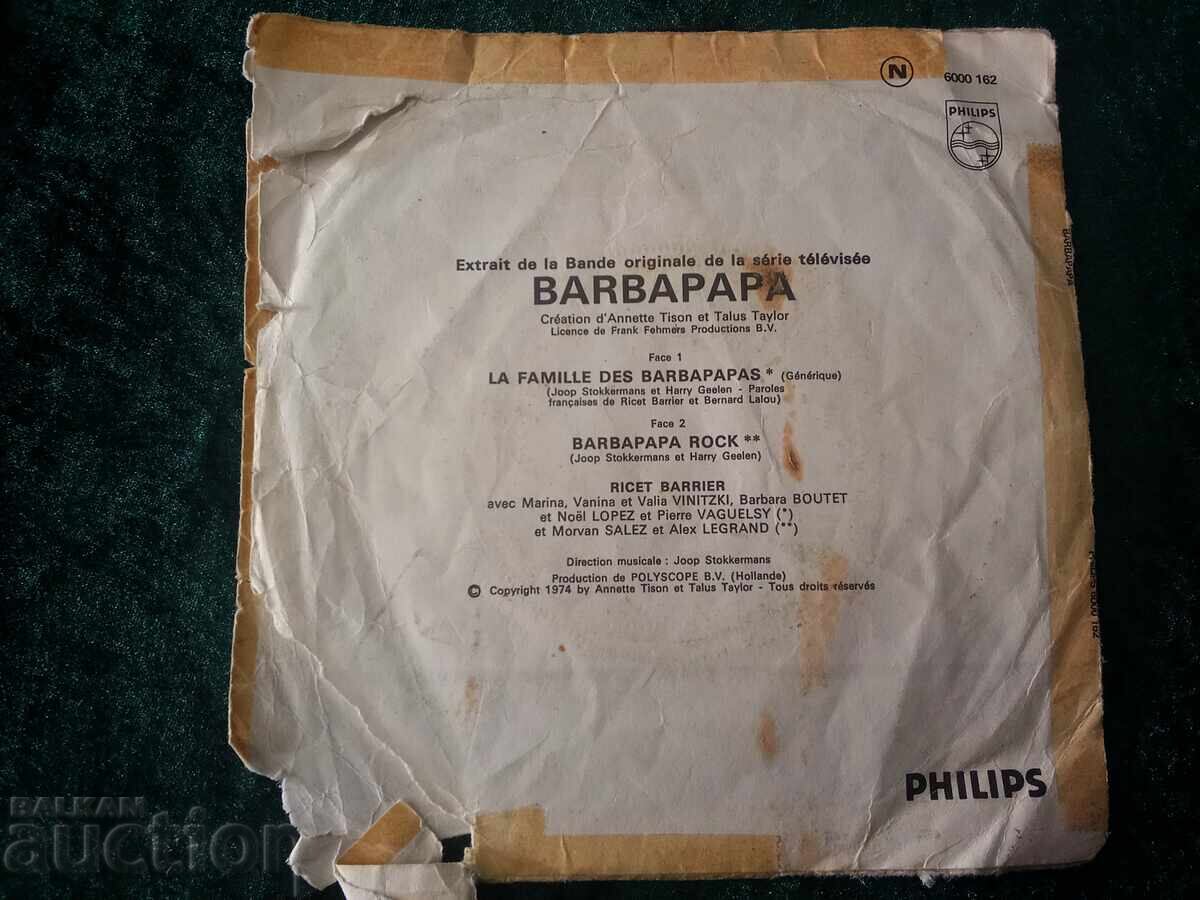 N
6000 162
PHILIPS
Extrait de la Bande originale de la série télévisée
BARBAPAPA
Création d'Annette Tison et Talus Taylor
Licence de Frank Fehmers Productions B.V.
Face 1
LA FAMILLE DES BARBAPAPAS * (Générique)
(Joop Stokkermans et Harry Geelen - Paroles
françaises de Ricet Barrier et Bernard Lalou)
Face 2
BARBAPAPA ROCK **
(Joop Stokkermans et Harry Geelen)
RICET BARRIER
avec Marina, Vanina et Valia VINITZKI, Barbara BOUTET
et Noël LOPEZ et Pierre VAGUELSY (*)
et Morvan SALEZ et Alex LEGRAND (**)
Direction musicale : Joop Stokkermans
Production de POLYSCOPE B.V. (Hollande)
© Copyright 1974 by Annette Tison et Talus Taylor - Tous droits réservés
PHILIPS
BARBAPAPA
6000 162
BALKAN
auction